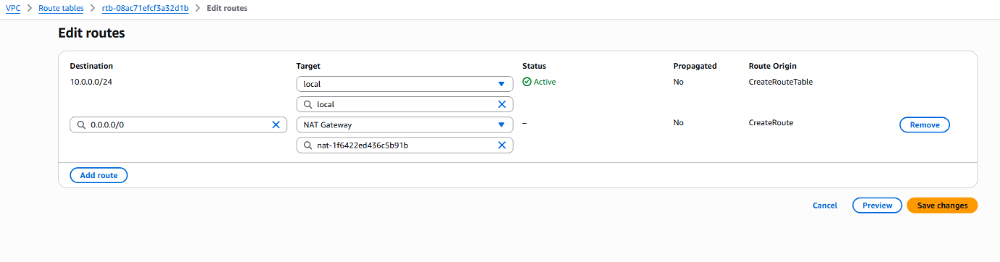 VPC > Route tables > rtb-08ac71efcf3a32d1b > Edit routes
Edit routes
Destination Target Status Propagated Route Origin
10.0.0.0/24 local Active No CreateRouteTable
local
0.0.0.0/0 NAT Gateway – No CreateRoute Remove
nat-1f6422ed436c5b91b
Add route
Cancel Preview Save changes